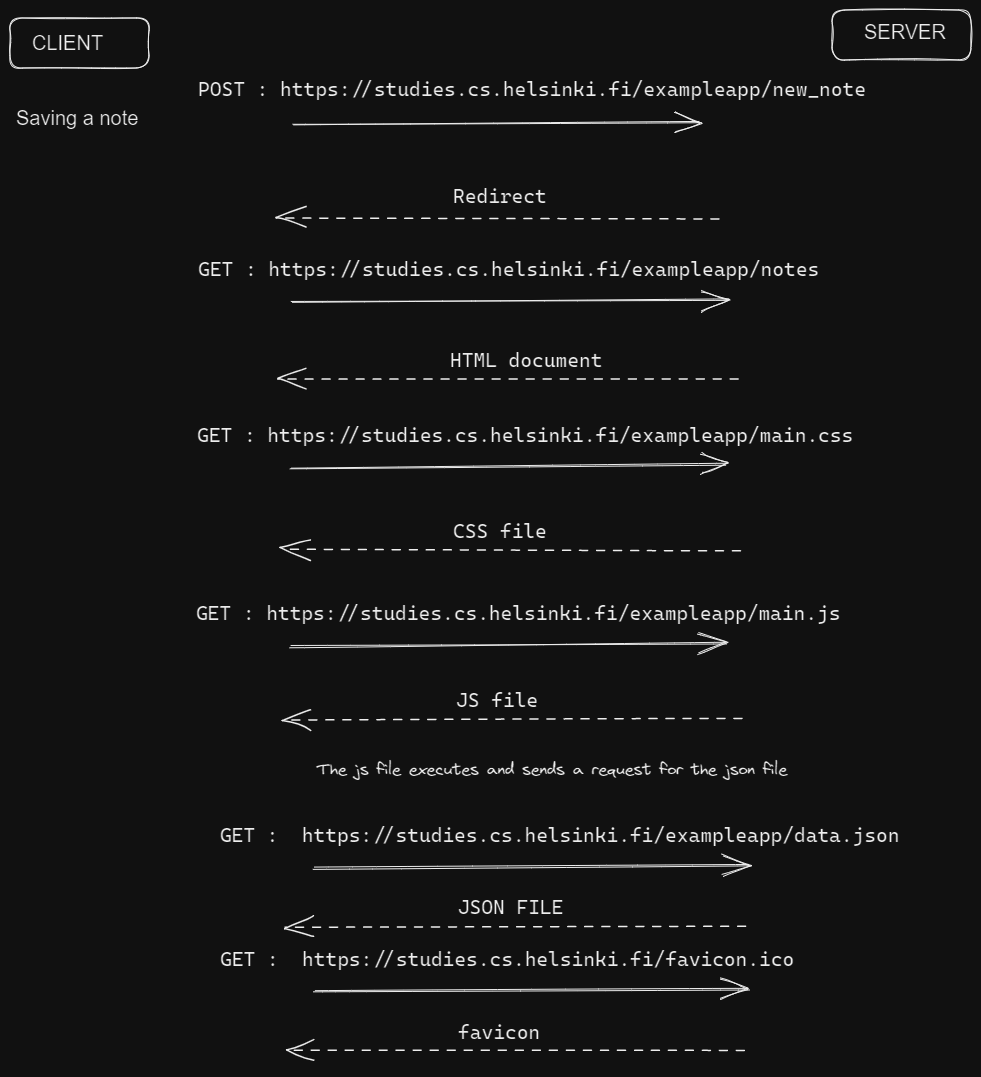 CLIENT
SERVER
POST : https://studies.cs.helsinki.fi/exampleapp/new_note
Saving a note
Redirect
GET : https://studies.cs.helsinki.fi/exampleapp/notes
HTML document
GET : https://studies.cs.helsinki.fi/exampleapp/main.css
CSS file
GET : https://studies.cs.helsinki.fi/exampleapp/main.js
JS file
The js file executes and sends a request for the json file
GET :  https://studies.cs.helsinki.fi/exampleapp/data.json
JSON FILE
GET :  https://studies.cs.helsinki.fi/favicon.ico
favicon